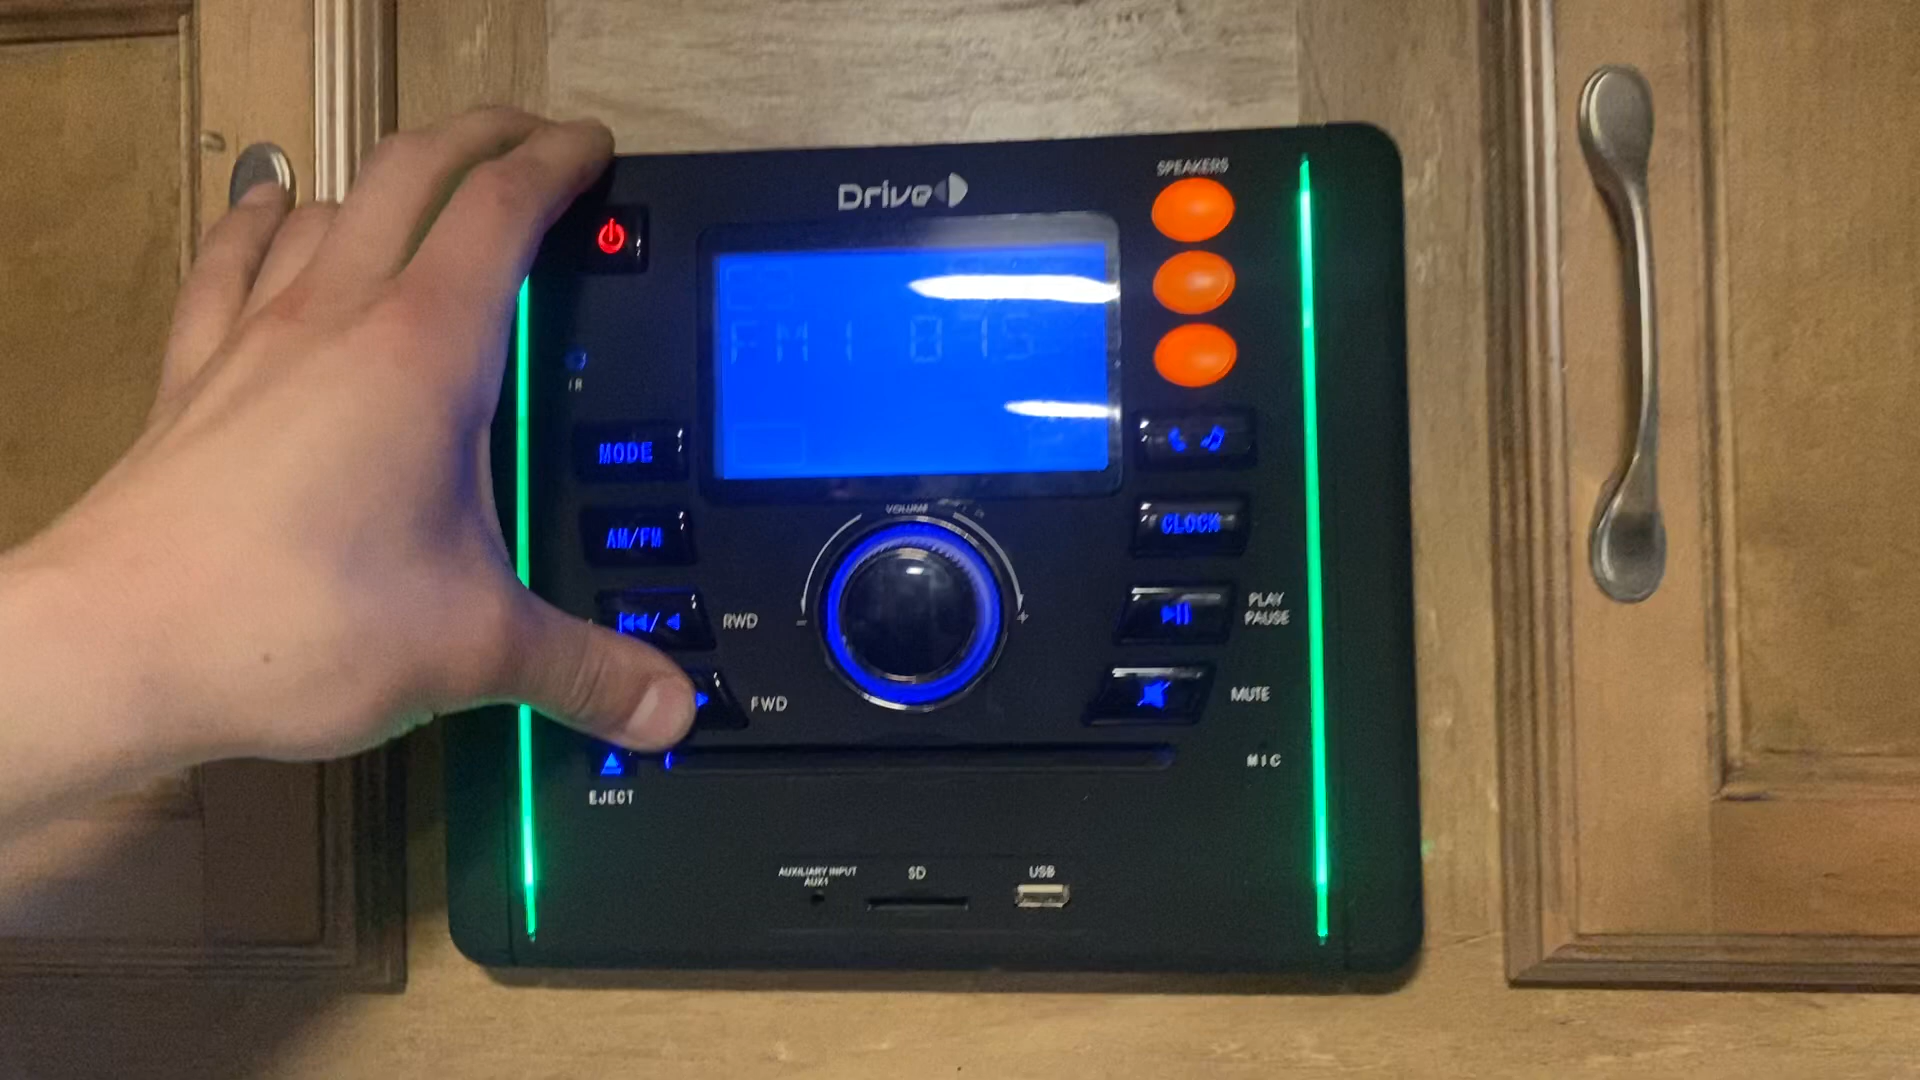 SPEAKERS
Drive
FM1 875
IR
MODE
VOLUME
AM/FM
CLOCK
RWD
- +
PLAY
PAUSE
FWD
MUTE
MIC
EJECT
AUXILIARY INPUT
AUX1
SD
USB